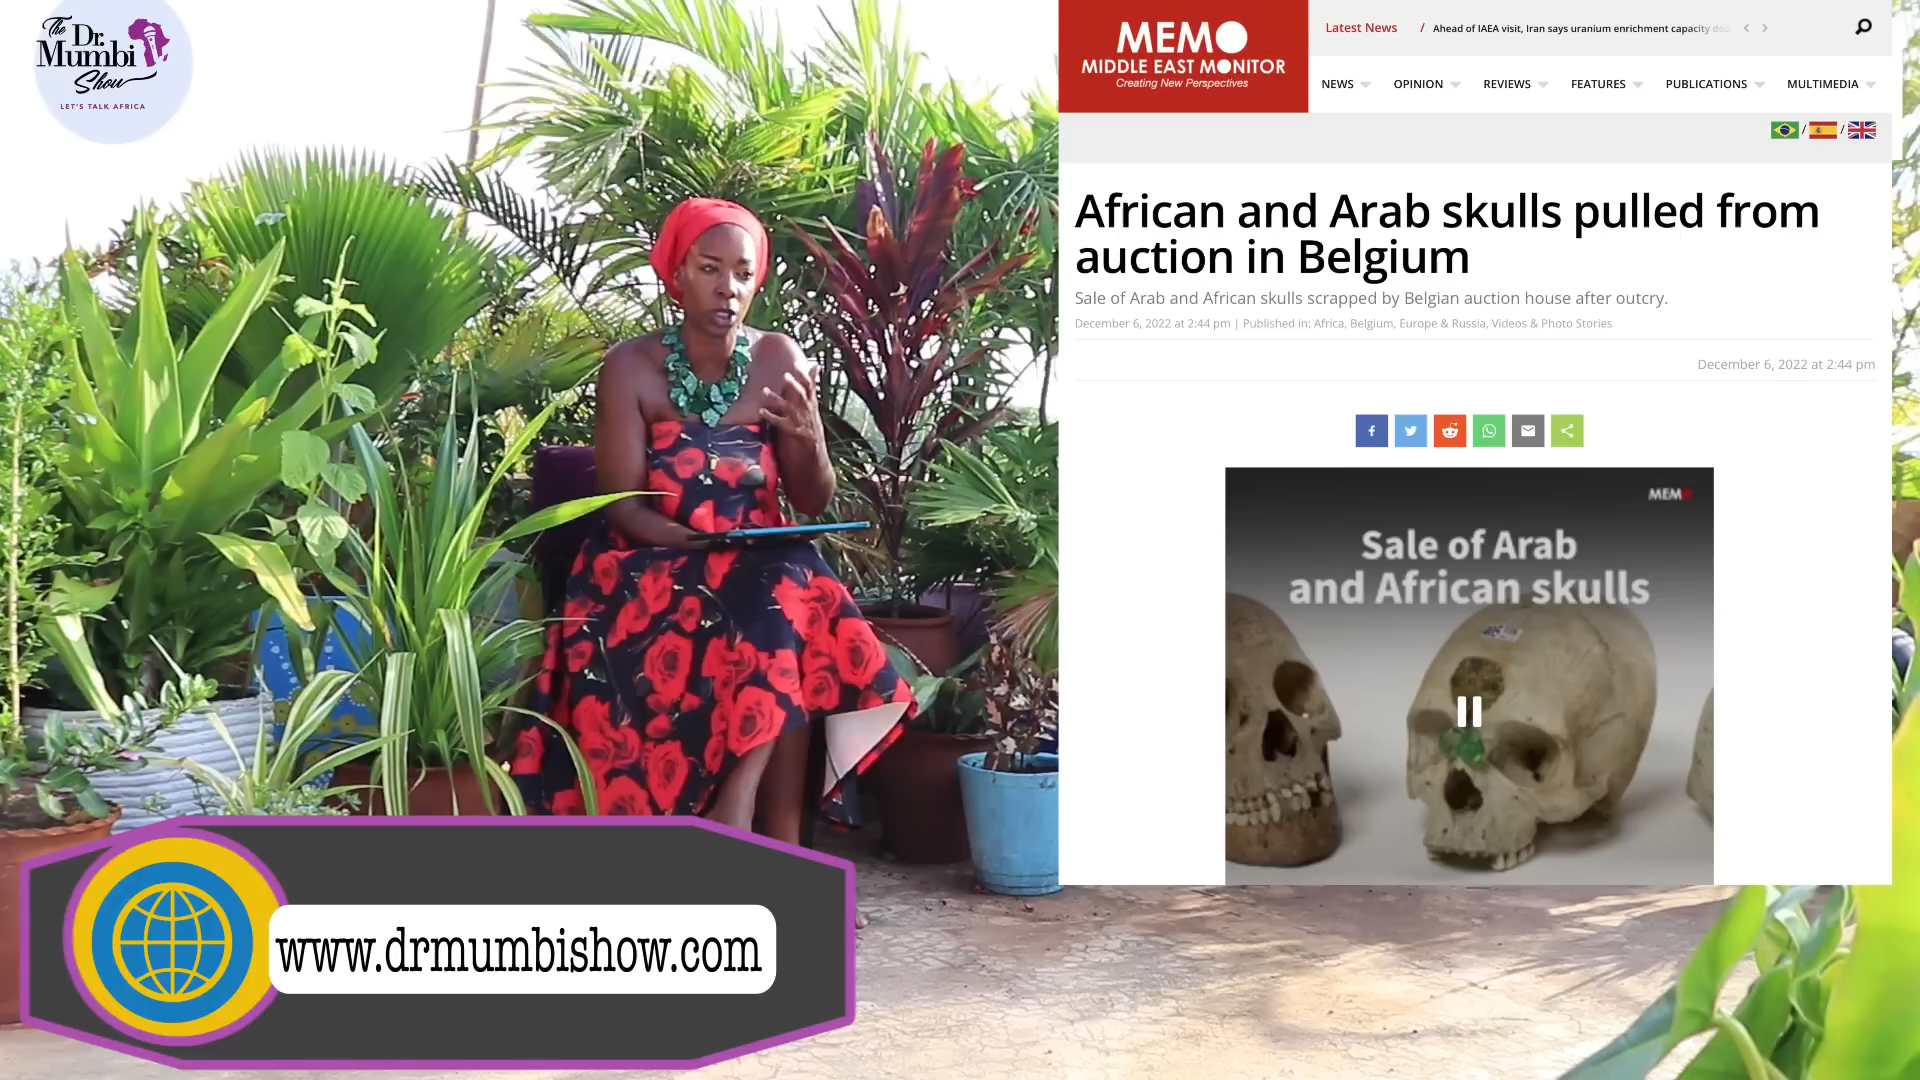 The
Dr.
Mumbi
Show
LET'S TALK AFRICA
MEMO
MIDDLE EAST MONITOR
Creating New Perspectives
Latest News / Ahead of IAEA visit, Iran says uranium enrichment capacity
NEWS OPINION REVIEWS FEATURES PUBLICATIONS MULTIMEDIA
/ /
African and Arab skulls pulled from
auction in Belgium
Sale of Arab and African skulls scrapped by Belgian auction house after outcry.
December 6, 2022 at 2:44 pm | Published in: Africa, Belgium, Europe & Russia, Videos & Photo Stories
December 6, 2022 at 2:44 pm
MEMO
Sale of Arab
and African skulls
www.drmumbishow.com